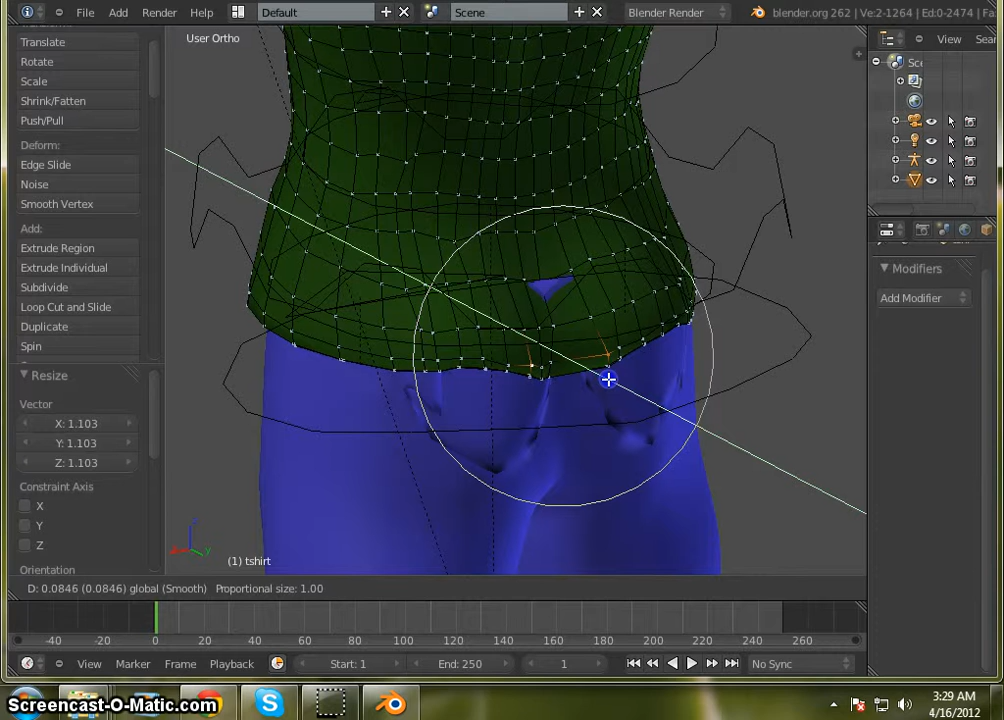 File Add Render Help Default Scene Blender Render blender.org 262 | Ve:2-1264 | Ed:0-2474 | Fa
Translate
Rotate
Scale
Shrink/Fatten
Push/Pull
Deform:
Edge Slide
Noise
Smooth Vertex
Add:
Extrude Region
Extrude Individual
Loop Cut and Slide
Subdivide
Duplicate
Spin
Resize
Vector
X: 1.103
Y: 1.103
Z: 1.103
Constraint Axis
X
Y
Z
Orientation
User Ortho
(1) tshirt
D: 0.0846 (0.0846) global (Smooth) Proportional size: 1.00
View Sear
Sce
Modifiers
Add Modifier
-40 -20 0 20 40 60 80 100 120 140 160 180 200 220 240 260
View Marker Frame Playback Start: 1 End: 250 1 No Sync
Screencast-O-Matic.com
3:29 AM
4/16/2012